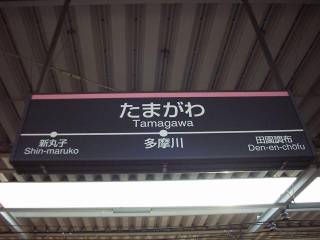 たまがわ
Tamagawa
新丸子
Shin-maruko
多摩川
田園調布
Den-en-chōfu